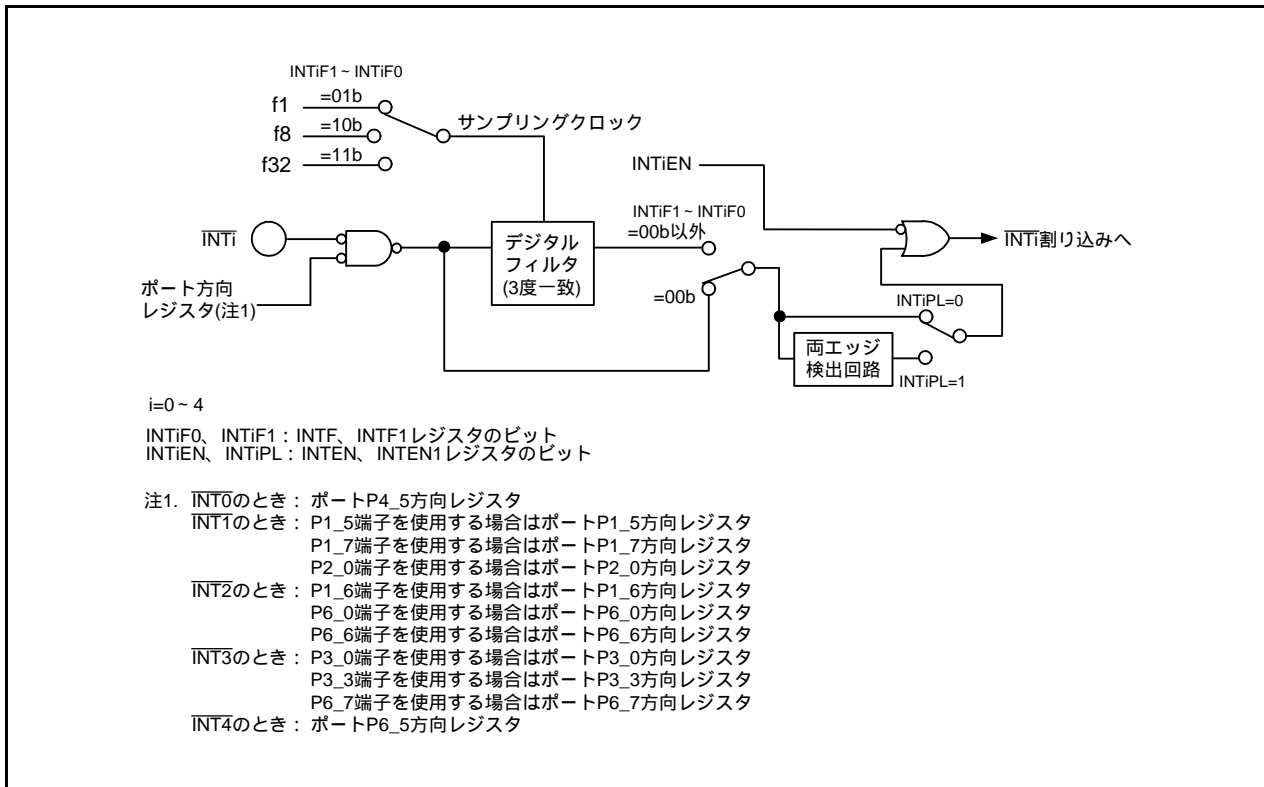 INTiF1~INTiF0
f1
=01b
f8
=10b
f32
=11b
サンプリングクロック
INTiEN
INTi
ポート方向
レジスタ(注1)
デジタル
フィルタ
(3度一致)
INTiF1~INTiF0
=00b以外
=00b
INTi割り込みへ
INTiPL=0
両エッジ
検出回路
INTiPL=1
i=0~4
INTiF0、INTiF1:INTF、INTF1レジスタのビット
INTiEN、INTiPL:INTEN、INTEN1レジスタのビット
注1. INT0のとき:ポートP4_5方向レジスタ
INT1のとき:P1_5端子を使用する場合はポートP1_5方向レジスタ
P1_7端子を使用する場合はポートP1_7方向レジスタ
P2_0端子を使用する場合はポートP2_0方向レジスタ
INT2のとき:P1_6端子を使用する場合はポートP1_6方向レジスタ
P6_0端子を使用する場合はポートP6_0方向レジスタ
P6_6端子を使用する場合はポートP6_6方向レジスタ
INT3のとき:P3_0端子を使用する場合はポートP3_0方向レジスタ
P3_3端子を使用する場合はポートP3_3方向レジスタ
P6_7端子を使用する場合はポートP6_7方向レジスタ
INT4のとき:ポートP6_5方向レジスタ